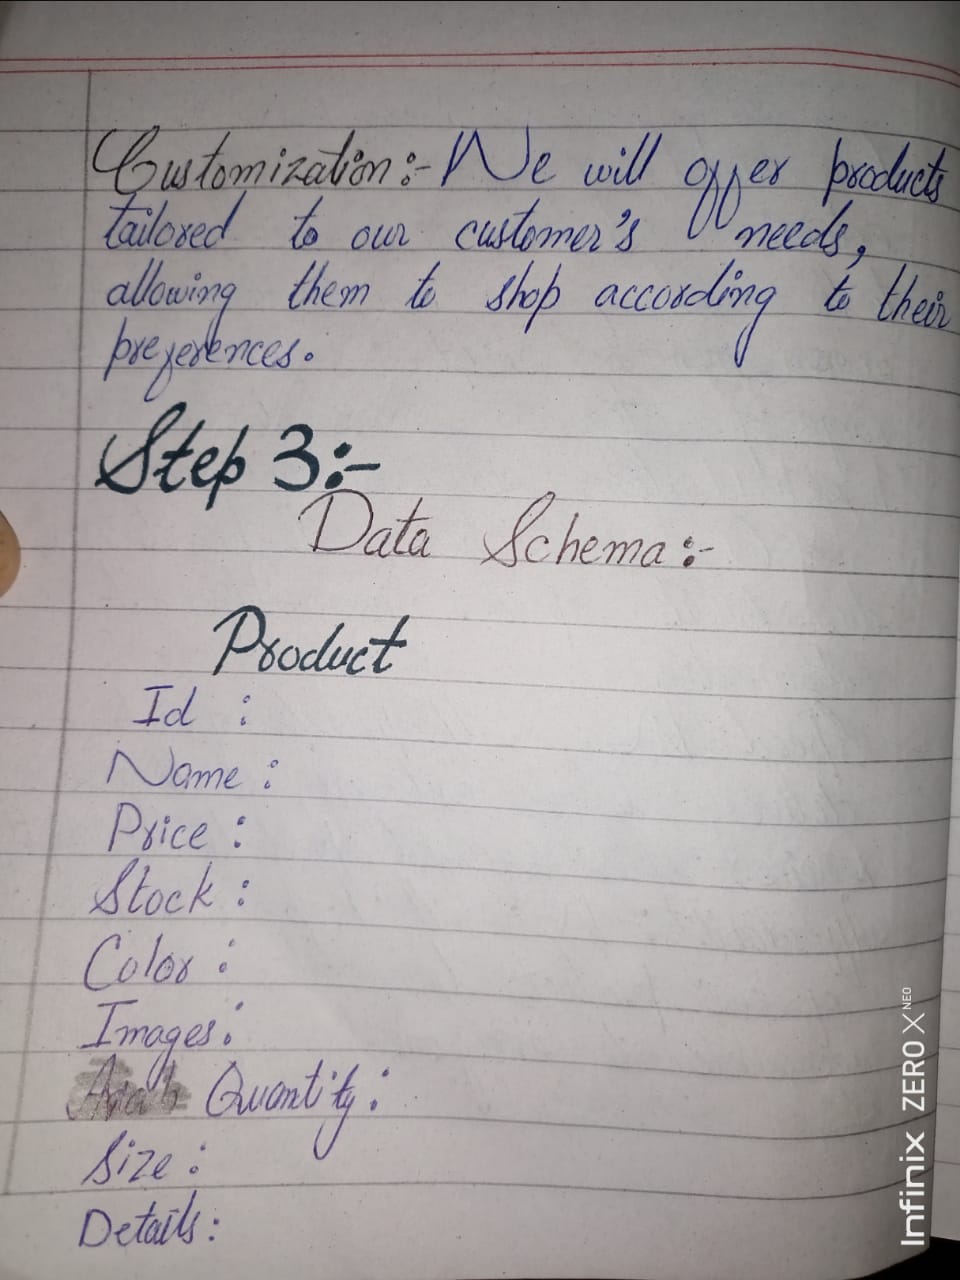 Customization:- We will offer products
tailored to our customer's needs,
allowing them to shop according to their
preferences.
Step 3:-
Data Schema :-
Product
Id :
Name :
Price :
Stock :
Color :
Images :
Quantity :
Size :
Details :
Infinix ZERO X NEO